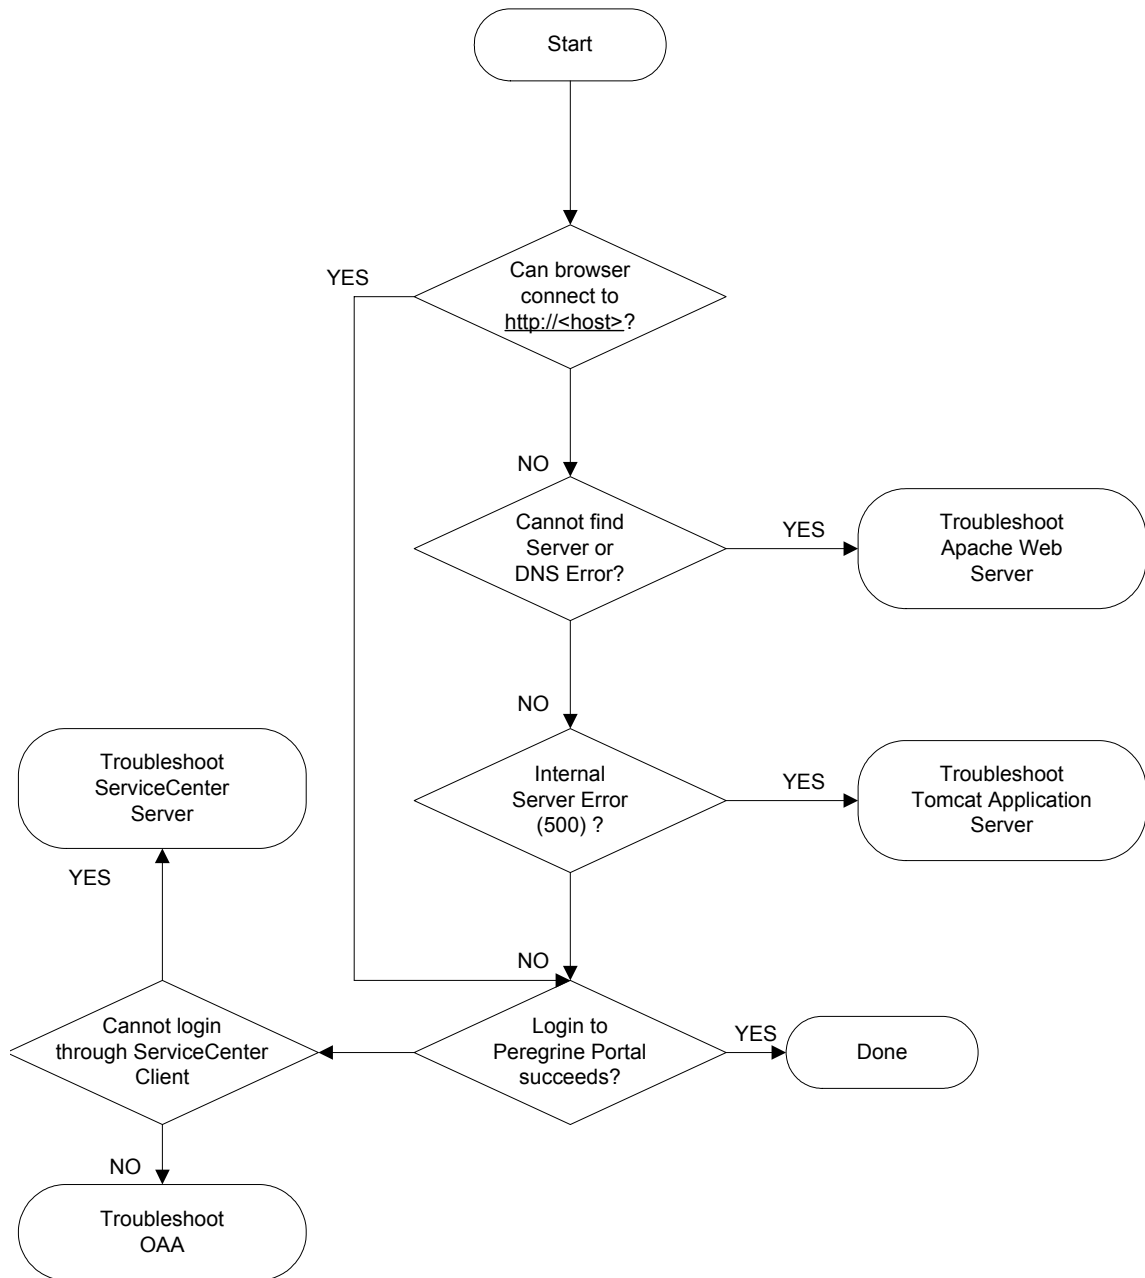 Start
YES
Can browser
connect to
http://<host>?
NO
Cannot find
Server or
DNS Error?
YES
Troubleshoot
Apache Web
Server
NO
Troubleshoot
ServiceCenter
Server
Internal
Server Error
(500) ?
YES
Troubleshoot
Tomcat Application
Server
YES
NO
Cannot login
through ServiceCenter
Client
Login to
Peregrine Portal
succeeds?
YES
Done
NO
Troubleshoot
OAA